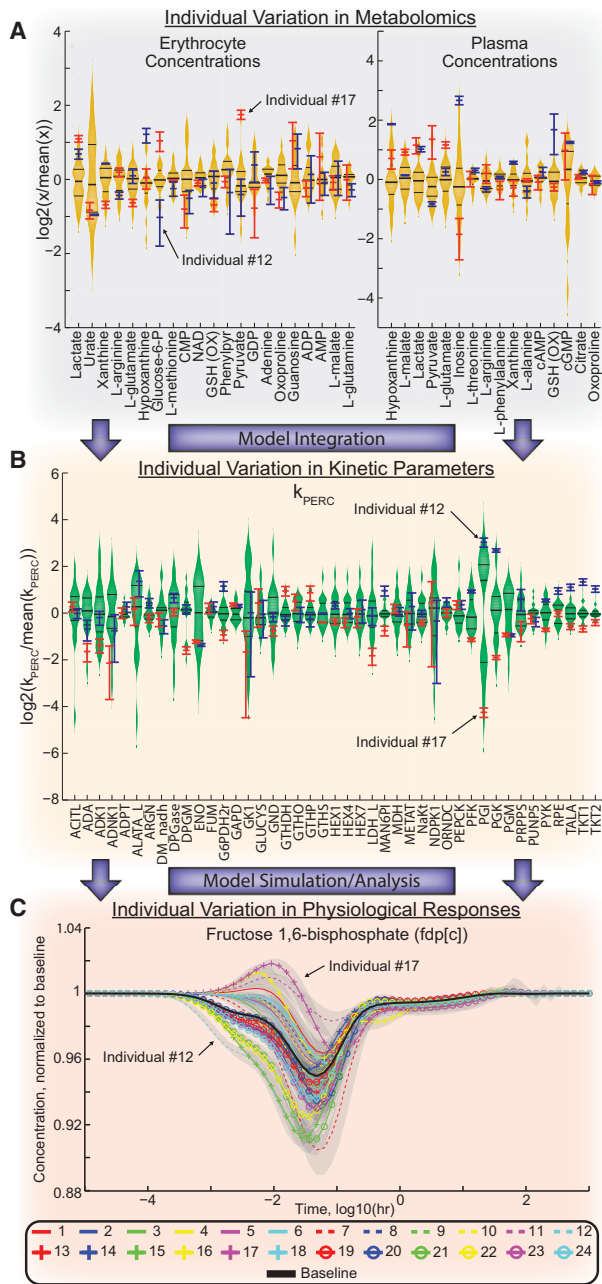 Individual Variation in Metabolomics
A
Erythrocyte
Concentrations
Plasma
Concentrations
log2(x/mean(x))
4
2
0
−2
−4
4
2
0
−2
−4
Individual #17
Individual #12
Lactate
Urate
Xanthine
L-arginine
L-glutamate
Hypoxanthine
Glucose-6-P
L-methionine
CMP
NAD
GSH (OX)
Phenylpyr
Pyruvate
GDP
Adenine
Oxoproline
Guanosine
ADP
AMP
L-malate
L-glutamine
Hypoxanthine
L-malate
Lactate
Pyruvate
L-glutamate
Inosine
L-threonine
L-arginine
L-phenylalanine
Xanthine
L-alanine
cAMP
GSH (OX)
cGMP
Citrate
Oxoproline
Model Integration
B
Individual Variation in Kinetic Parameters
kPERC
log2(kPERC/mean(kPERC))
6
4
2
0
−2
−4
−6
−8
Individual #12
Individual #17
ACITL
ADA
ADK1
ADNK1
ADPT
ALATA_L
ARGN
DM_nadh
DPGase
DPGM
ENO
FUM
G6PDH2r
GAPD
GK1
GLUCYS
GND
GTHDH
GTHO
GTHP
GTHS
HEX1
HEX4
HEX7
LDH_L
MAN6PI
MDH
METAT
NaKt
NDPK1
ORNDC
PEPCK
PFK
PGI
PGK
PGM
PRPPS
PUNP5
PYK
RPE
TALA
TKT1
TKT2
Model Simulation/Analysis
C
Individual Variation in Physiological Responses
Fructose 1,6-bisphosphate (fdp[c])
Concentration, normalized to baseline
1.04
1
0.96
0.92
0.88
Individual #17
Individual #12
−4
−2
0
2
Time, log10(hr)
1 2 3 4 5 6 7 8 9 10 11 12
13 14 15 16 17 18 19 20 21 22 23 24
Baseline